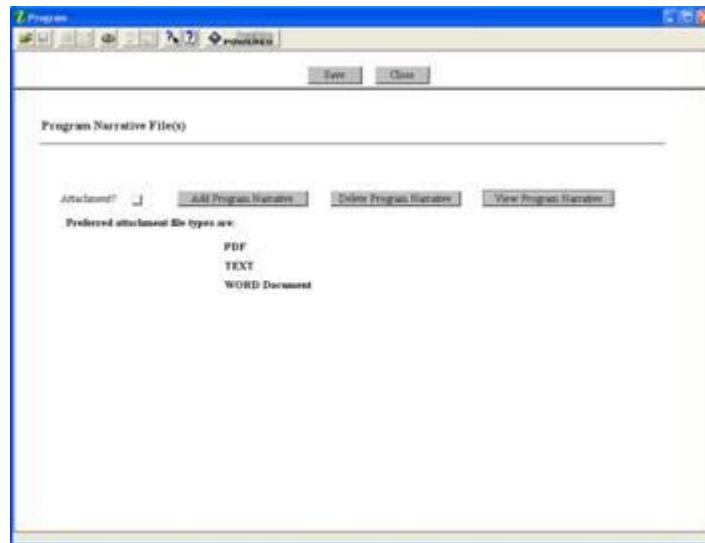 Program
POWERED
Save Close
Program Narrative File(s)
Attachment? Add Program Narrative Delete Program Narrative View Program Narrative
Preferred attachment file types are:
PDF
TEXT
WORD Document